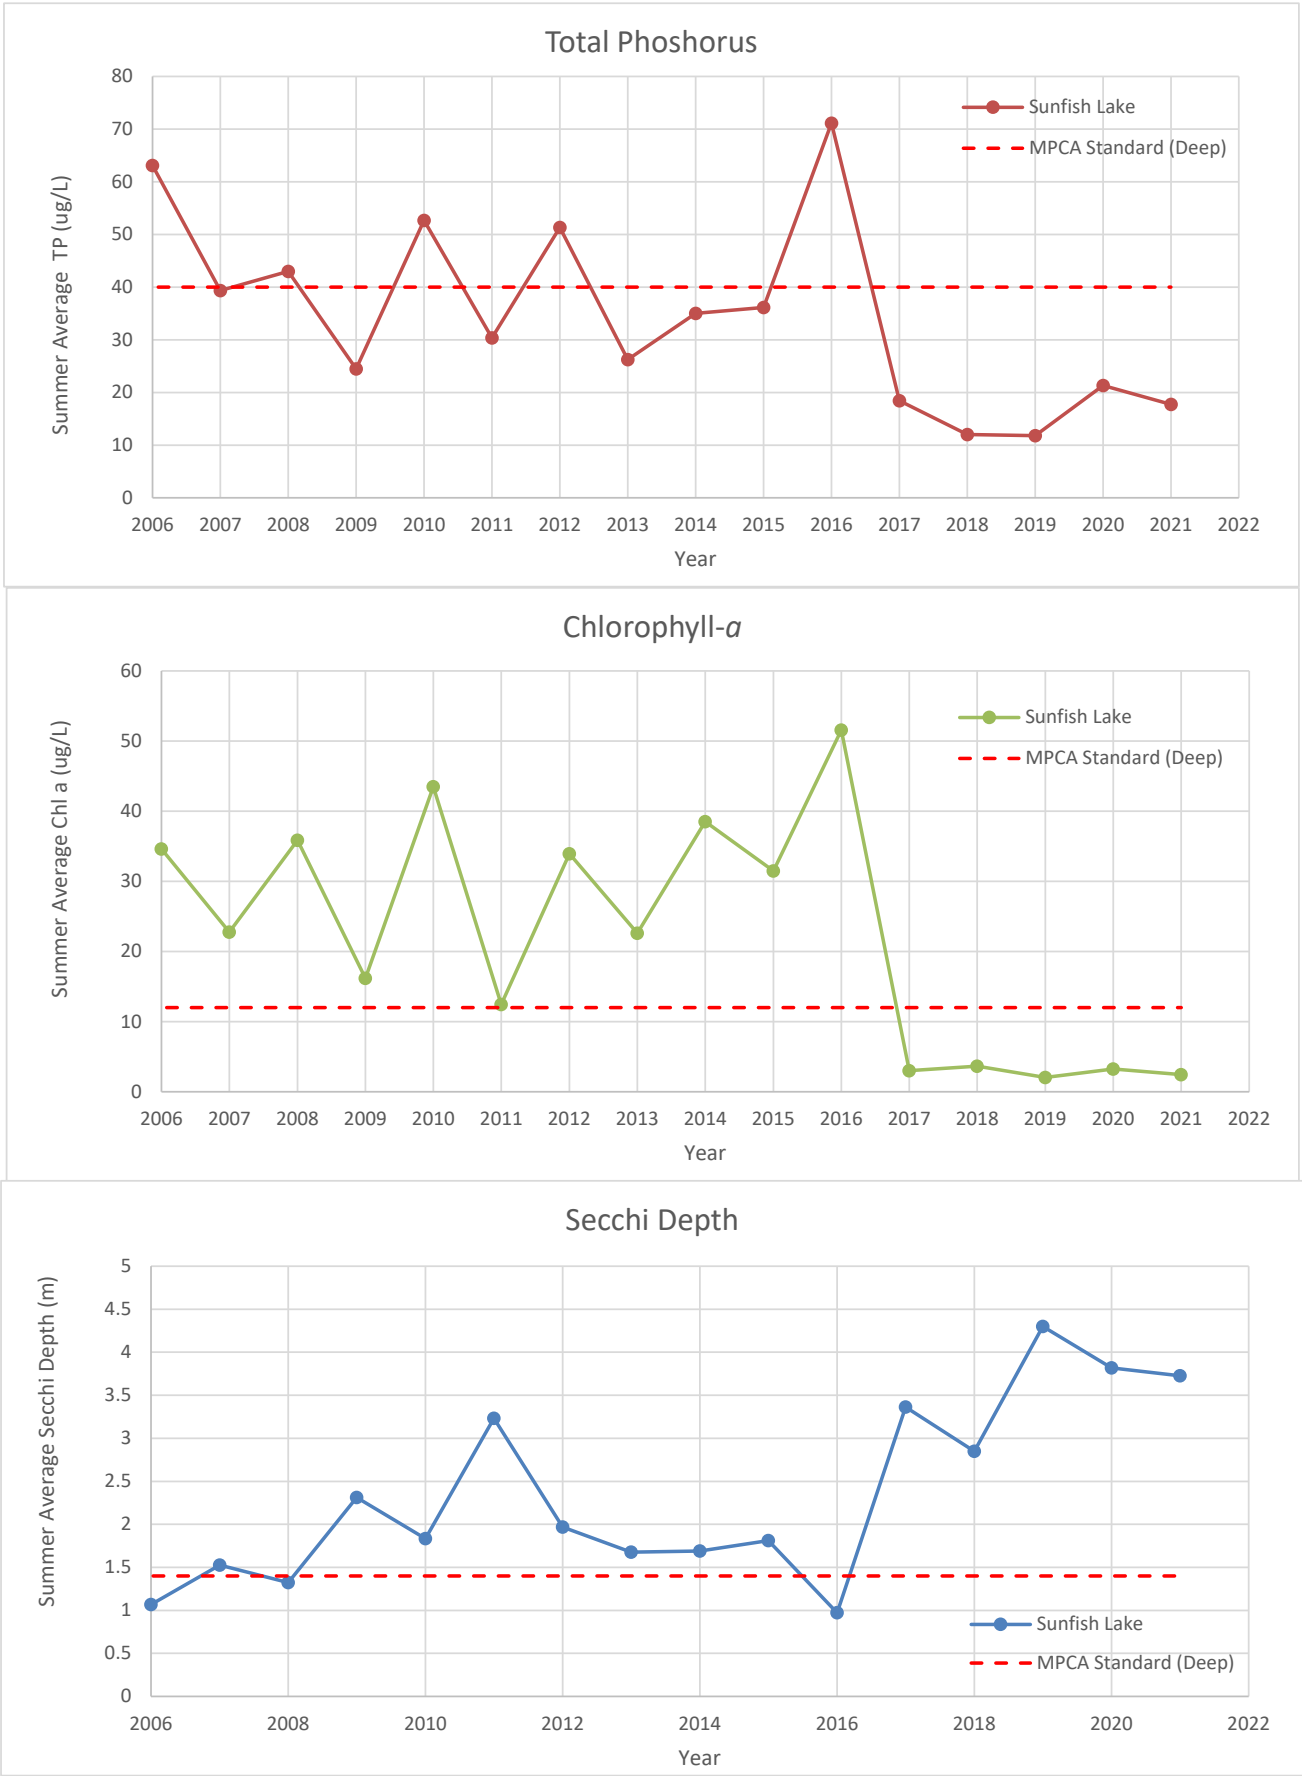 Total Phoshorus
80
70
60
50
40
30
20
10
0
Summer Average TP (ug/L)
Sunfish Lake
MPCA Standard (Deep)
2006 2007 2008 2009 2010 2011 2012 2013 2014 2015 2016 2017 2018 2019 2020 2021 2022
Year
Chlorophyll-a
60
50
40
30
20
10
0
Summer Average Chl a (ug/L)
Sunfish Lake
MPCA Standard (Deep)
2006 2007 2008 2009 2010 2011 2012 2013 2014 2015 2016 2017 2018 2019 2020 2021 2022
Year
Secchi Depth
5
4.5
4
3.5
3
2.5
2
1.5
1
0.5
0
Summer Average Secchi Depth (m)
Sunfish Lake
MPCA Standard (Deep)
2006 2008 2010 2012 2014 2016 2018 2020 2022
Year